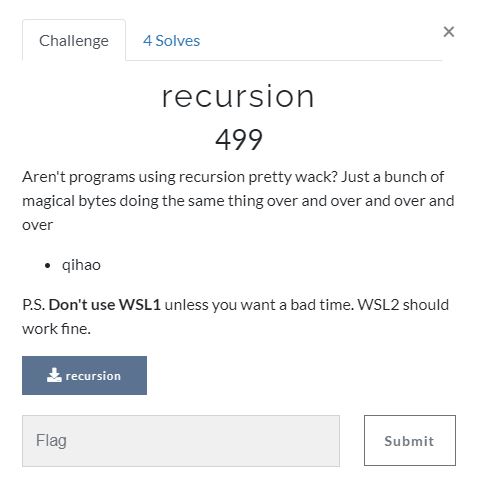 Challenge
4 Solves
×
recursion
499
Aren't programs using recursion pretty wack? Just a bunch of
magical bytes doing the same thing over and over and over and
over
• qihao
P.S. Don't use WSL1 unless you want a bad time. WSL2 should
work fine.
recursion
Flag
Submit